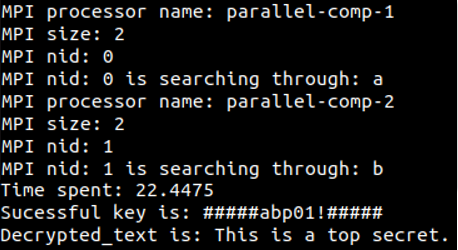 MPI processor name: parallel-comp-1
MPI size: 2
MPI nid: 0
MPI nid: 0 is searching through: a
MPI processor name: parallel-comp-2
MPI size: 2
MPI nid: 1
MPI nid: 1 is searching through: b
Time spent: 22.4475
Sucessful key is: #####abp01!#####
Decrypted_text is: This is a top secret.